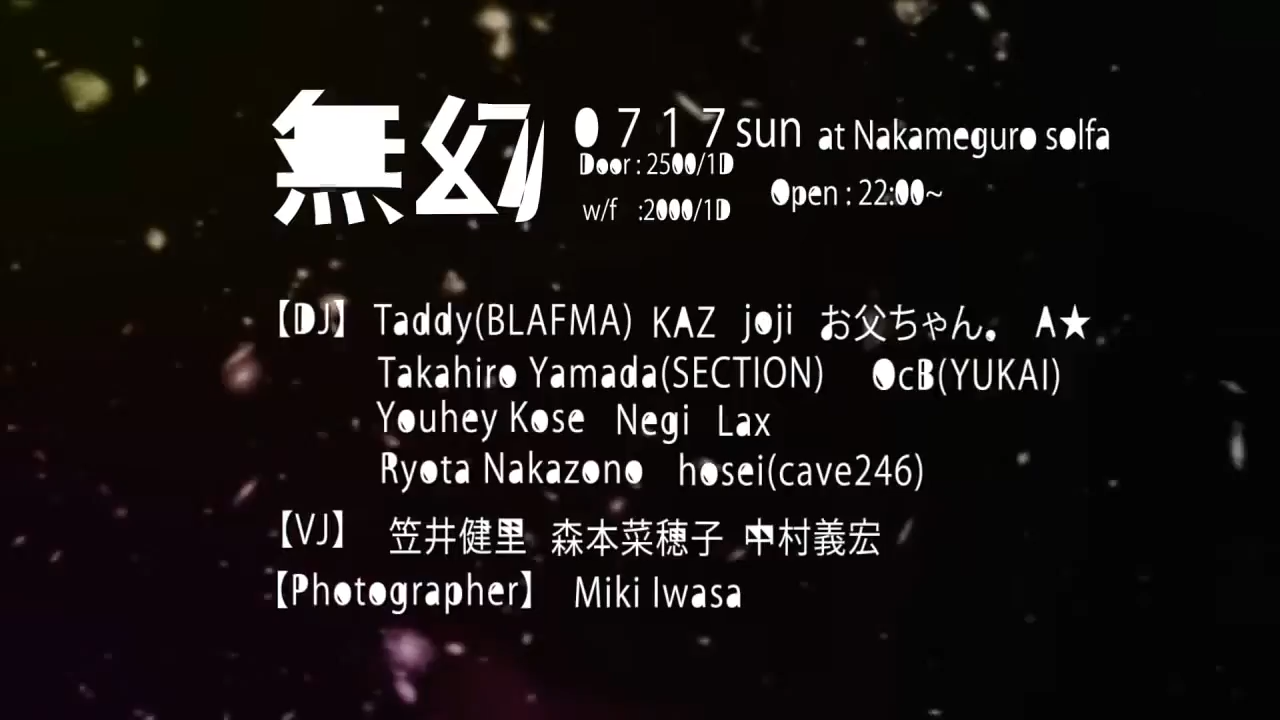 無幻 0717sun at Nakameguro solfa
Door : 2500/1D
w/f :2000/1D Open : 22:00~
【DJ】 Taddy(BLAFMA) KAZ joji お父ちゃん。 A★
Takahiro Yamada(SECTION) OcB(YUKAI)
Youhey Kose Negi Lax
Ryota Nakazono hosei(cave246)
【VJ】 笠井健里 森本菜穂子 中村義宏
【Photographer】 Miki Iwasa